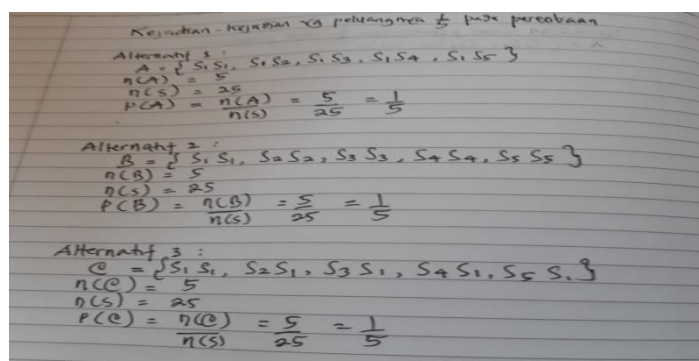 Kejadian-kejadian yg peluangnya 1/5 pada percobaan
Alternatif 1 :
A = { S1 S1, S1 S2, S1 S3, S1 S4, S1 S5 }
n(A) = 5
n(S) = 25
P(A) = n(A)/n(S) = 5/25 = 1/5
Alternatif 2 :
B = { S1 S1, S2 S2, S3 S3, S4 S4, S5 S5 }
n(B) = 5
n(S) = 25
P(B) = n(B)/n(S) = 5/25 = 1/5
Alternatif 3 :
C = { S1 S1, S2 S1, S3 S1, S4 S1, S5 S1 }
n(C) = 5
n(S) = 25
P(C) = n(C)/n(S) = 5/25 = 1/5